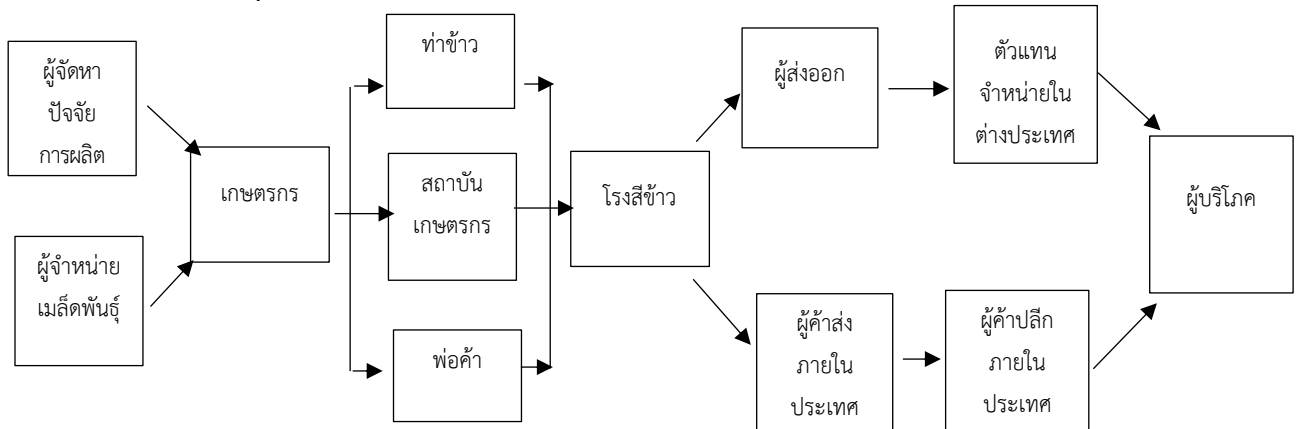 ผู้จัดหา
ปัจจัย
การผลิต
ผู้จำหน่าย
เมล็ดพันธุ์
เกษตรกร
ท่าข้าว
สถาบัน
เกษตรกร
พ่อค้า
โรงสีข้าว
ผู้ส่งออก
ตัวแทน
จำหน่ายใน
ต่างประเทศ
ผู้ค้าส่ง
ภายใน
ประเทศ
ผู้ค้าปลีก
ภายใน
ประเทศ
ผู้บริโภค